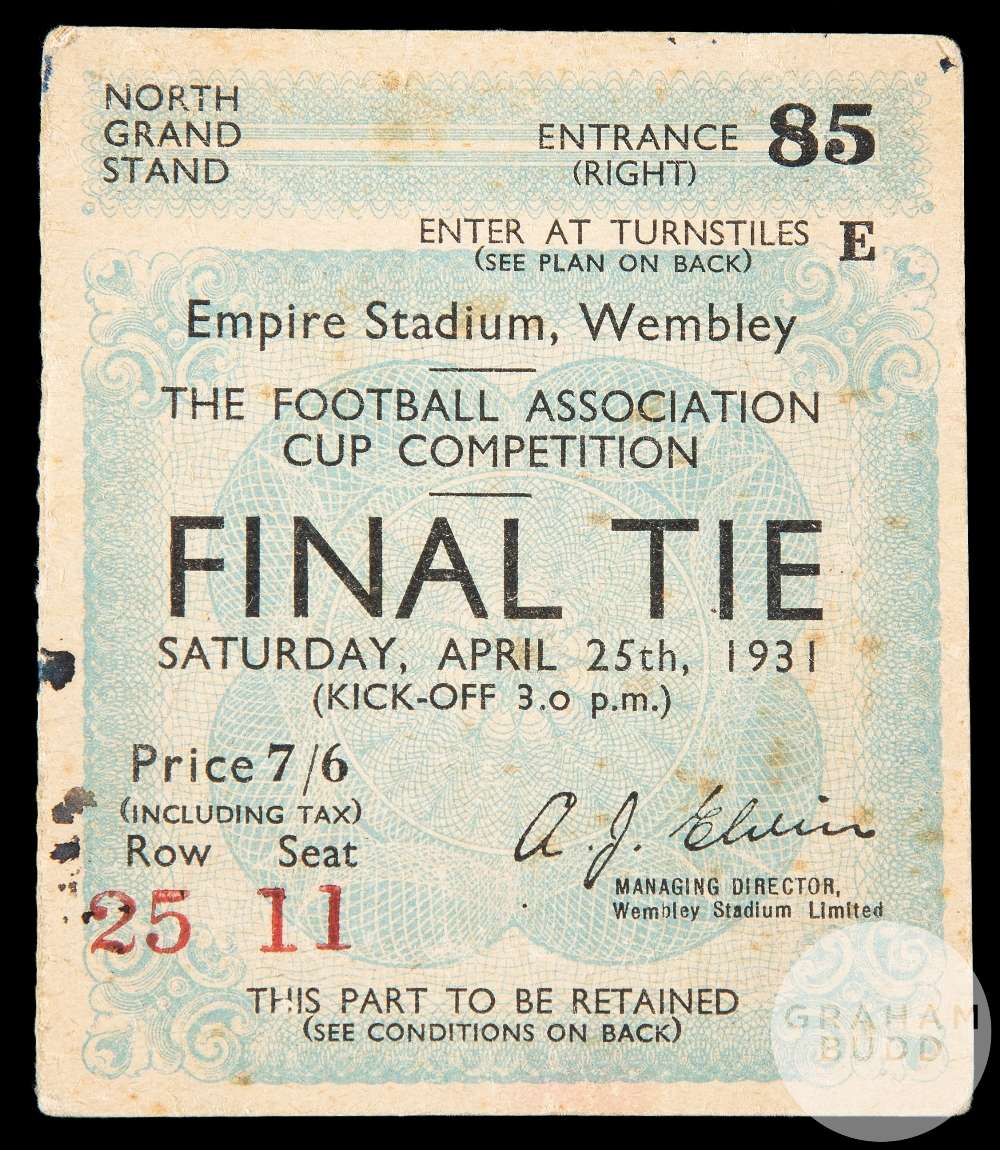 NORTH
GRAND
STAND
ENTRANCE 85
(RIGHT)
ENTER AT TURNSTILES E
(SEE PLAN ON BACK)
Empire Stadium, Wembley
THE FOOTBALL ASSOCIATION
CUP COMPETITION
FINAL TIE
SATURDAY, APRIL 25th, 1931
(KICK-OFF 3.0 p.m.)
Price 7/6
(INCLUDING TAX)
Row Seat
25 11
A. J. Elvin
MANAGING DIRECTOR,
Wembley Stadium Limited
THIS PART TO BE RETAINED
(SEE CONDITIONS ON BACK)
GRAHAM
BUDD